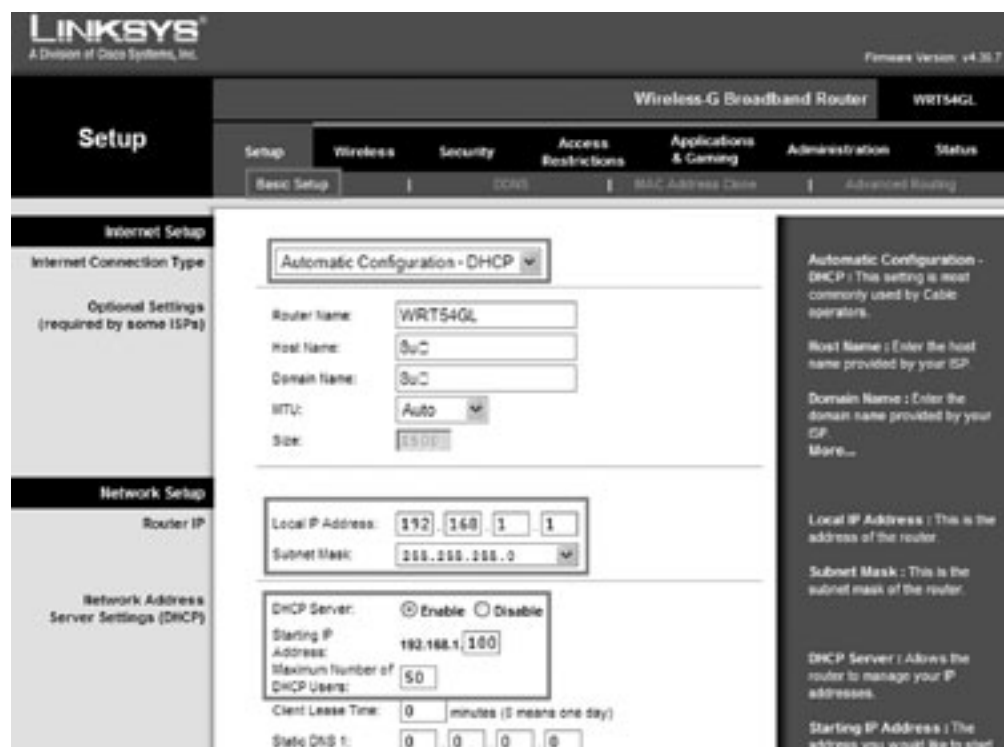 LINKSYS®
A Division of Cisco Systems, Inc.
Firmware Version: v4.30.7
Wireless-G Broadband Router
WRT54GL
Setup
Setup
Wireless
Security
Access Restrictions
Applications & Gaming
Administration
Status
Basic Setup
DDNS
MAC Address Clone
Advanced Routing
Internet Setup
Internet Connection Type
Automatic Configuration - DHCP
Optional Settings
(required by some ISPs)
Router Name: WRT54GL
Host Name:
Domain Name:
MTU: Auto
Size: 1500
Network Setup
Router IP
Local IP Address: 192 . 168 . 1 . 1
Subnet Mask: 255.255.255.0
Network Address
Server Settings (DHCP)
DHCP Server: Enable Disable
Starting IP Address: 192.168.1. 100
Maximum Number of DHCP Users: 50
Client Lease Time: 0 minutes (0 means one day)
Static DNS 1: 0 . 0 . 0 . 0
Automatic Configuration -
DHCP : This setting is most
commonly used by Cable
operators.
Host Name : Enter the host
name provided by your ISP.
Domain Name : Enter the
domain name provided by your
ISP.
More...
Local IP Address : This is the
address of the router.
Subnet Mask : This is the
subnet mask of the router.
DHCP Server : Allows the
router to manage your IP
addresses.
Starting IP Address : The
address you would like to start